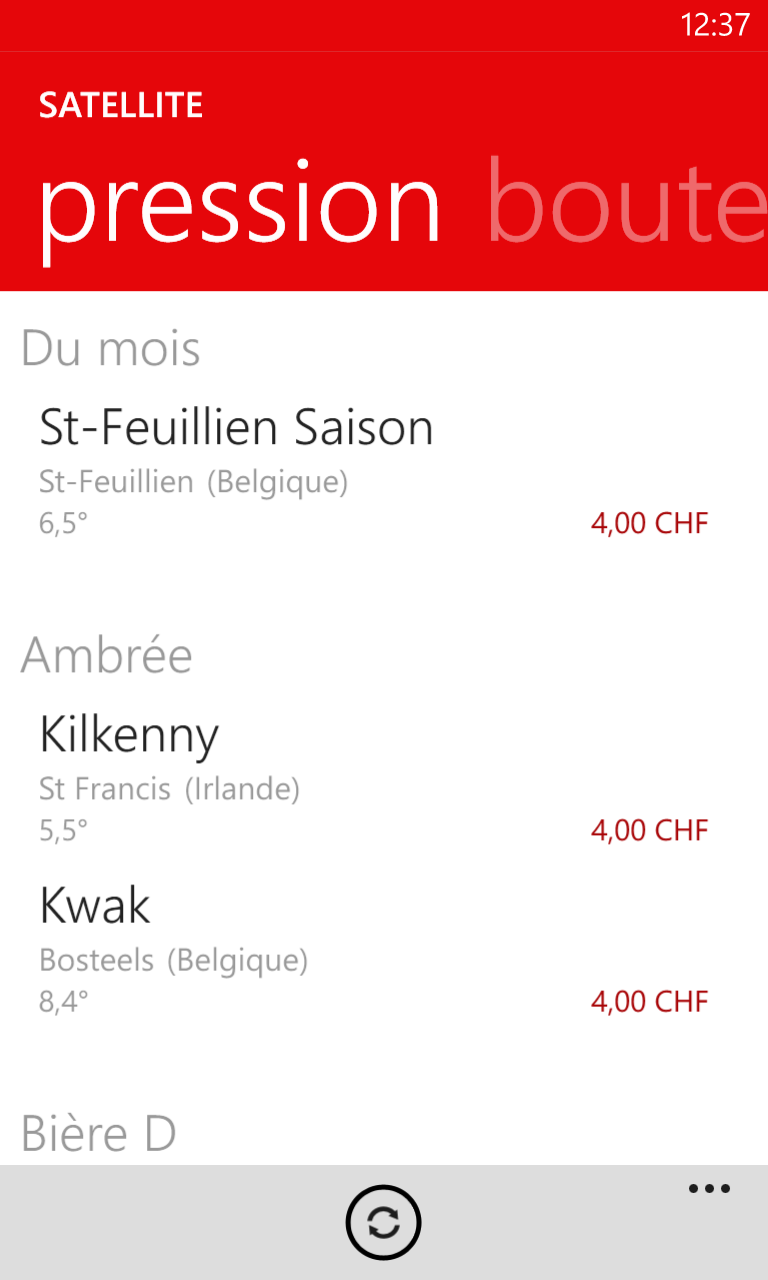 12:37
SATELLITE
pression boute
Du mois
St-Feuillien Saison
St-Feuillien (Belgique)
6,5° 4,00 CHF
Ambrée
Kilkenny
St Francis (Irlande)
5,5° 4,00 CHF
Kwak
Bosteels (Belgique)
8,4° 4,00 CHF
Bière D